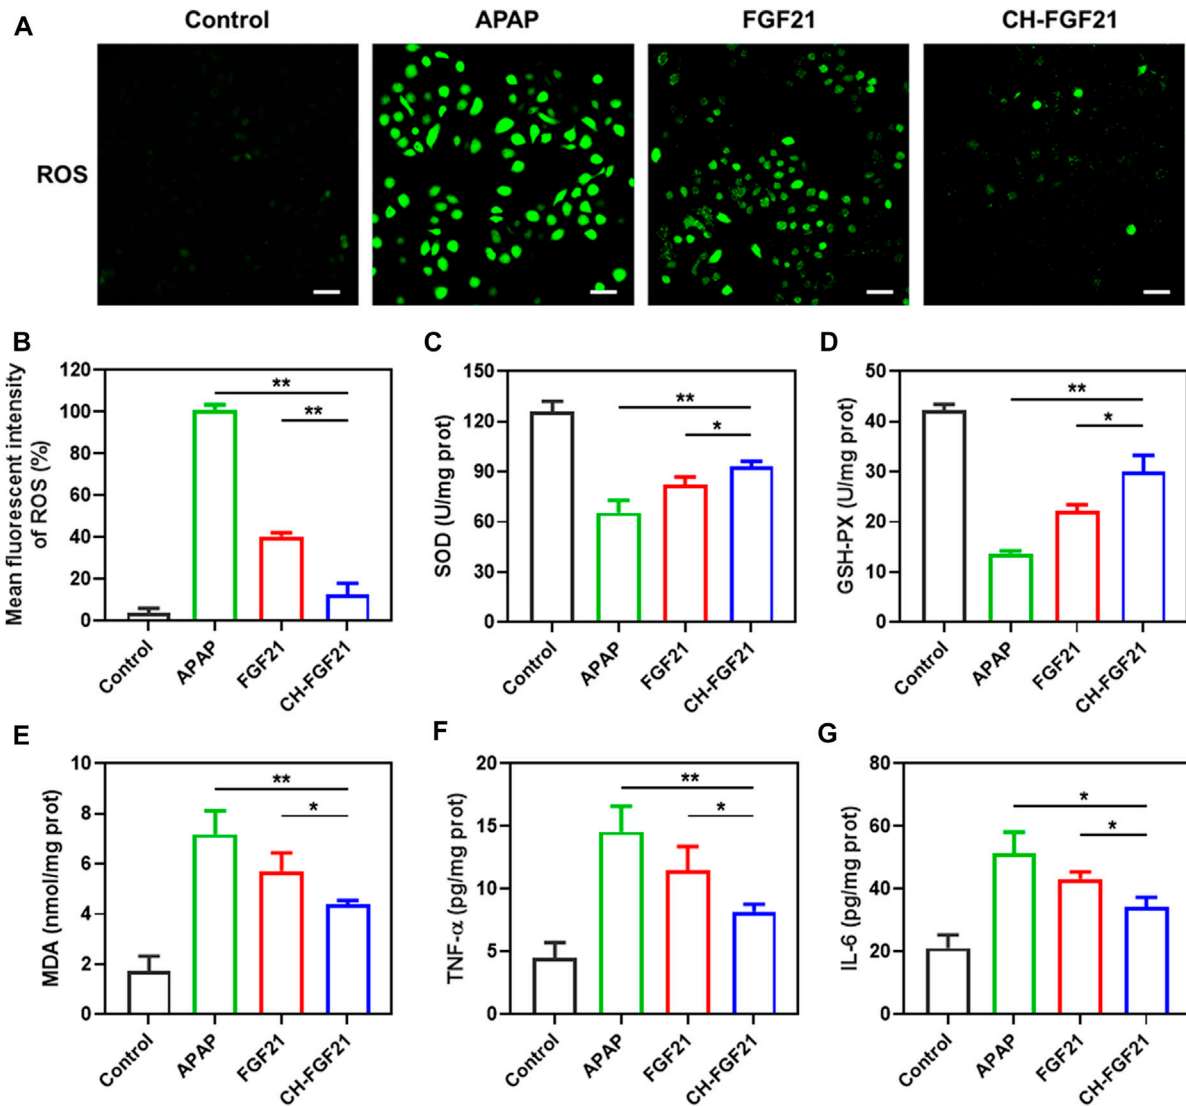 A
Control
APAP
FGF21
CH-FGF21
ROS
B
Mean fluorescent intensity
of ROS (%)
120
100
80
60
40
20
0
**
**
Control
APAP
FGF21
CH-FGF21
C
SOD (U/mg prot)
150
120
90
60
30
0
**
*
Control
APAP
FGF21
CH-FGF21
D
GSH-PX (U/mg prot)
50
40
30
20
10
0
**
*
Control
APAP
FGF21
CH-FGF21
E
MDA (nmol/mg prot)
10
8
6
4
2
0
**
*
Control
APAP
FGF21
CH-FGF21
F
TNF-α (pg/mg prot)
20
15
10
5
0
**
*
Control
APAP
FGF21
CH-FGF21
G
IL-6 (pg/mg prot)
80
60
40
20
0
*
*
Control
APAP
FGF21
CH-FGF21